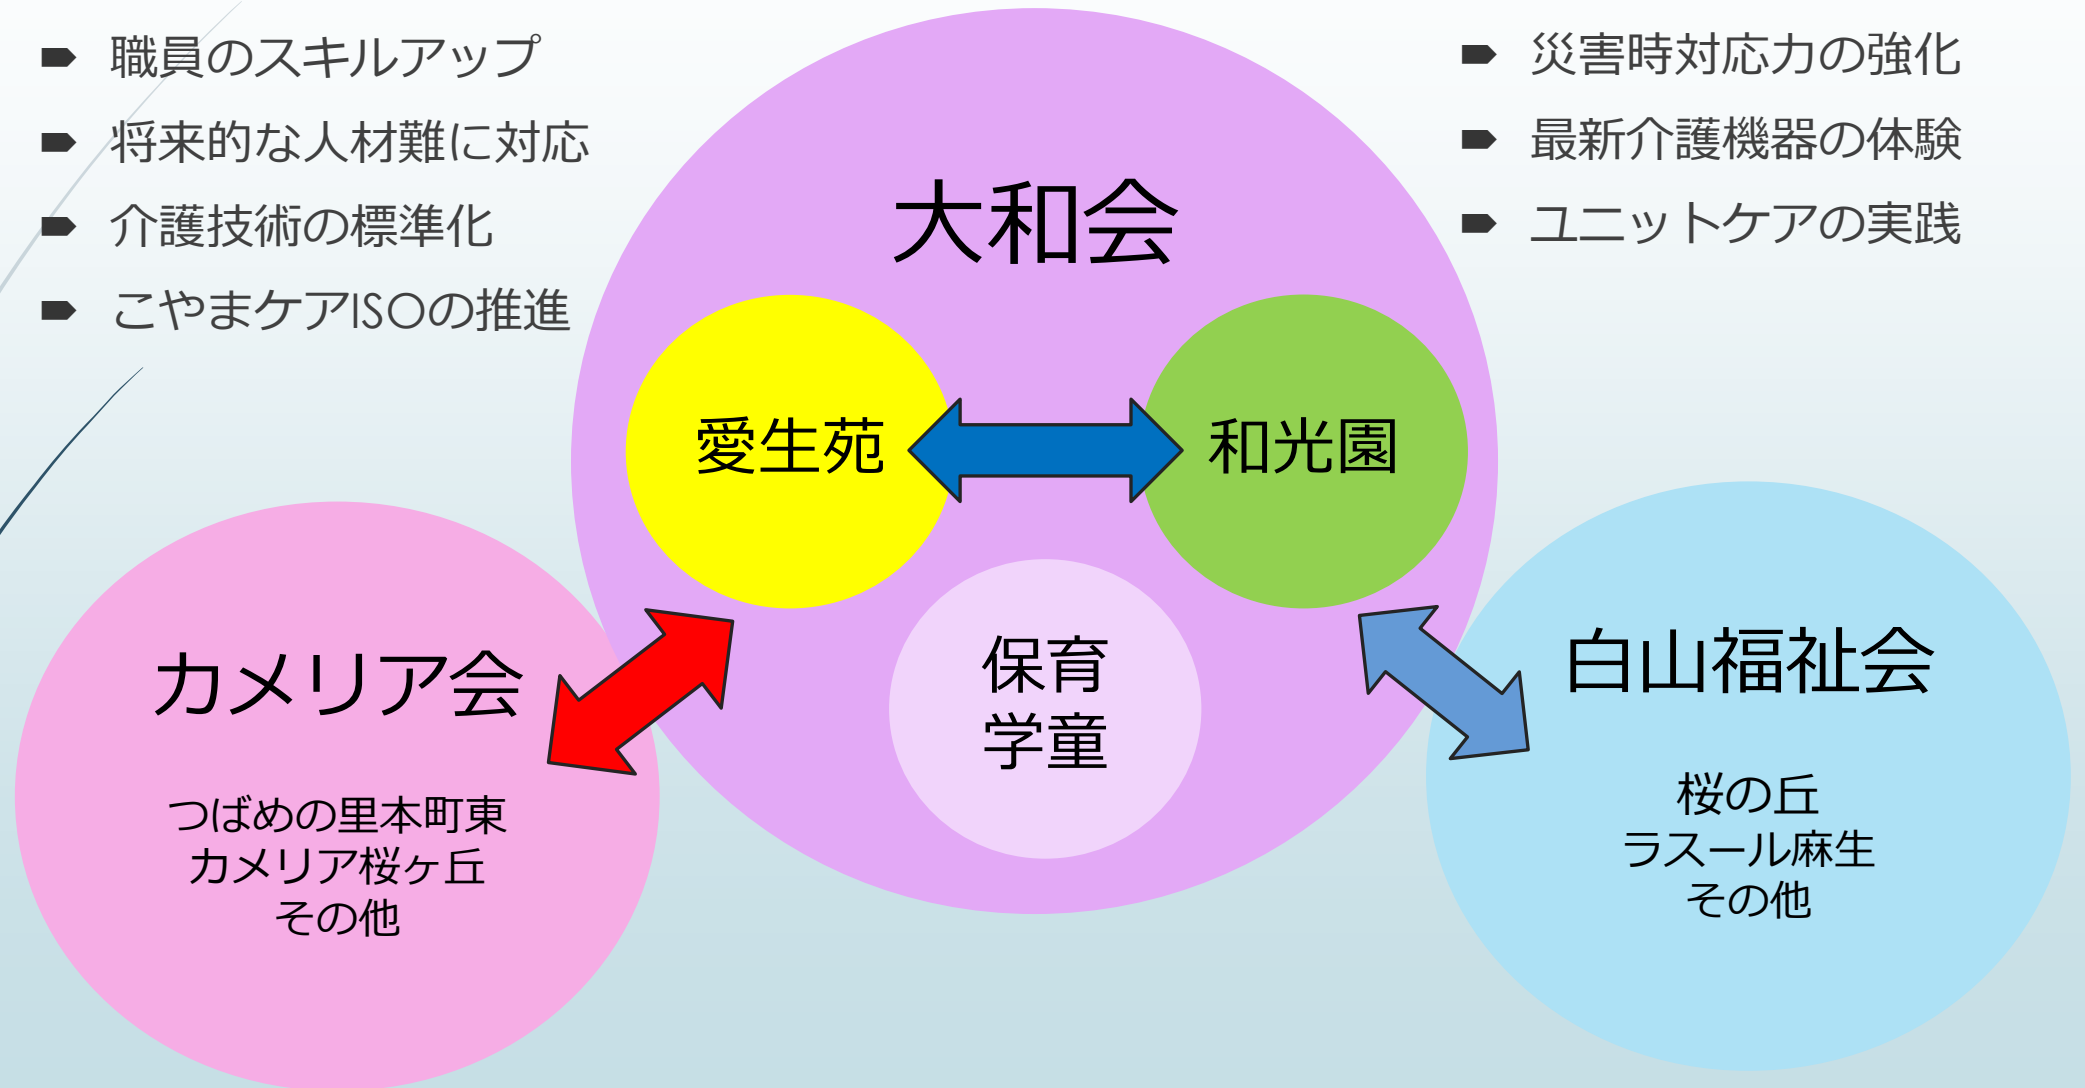 職員のスキルアップ
将来的な人材難に対応
介護技術の標準化
こやまケアISOの推進
災害時対応力の強化
最新介護機器の体験
ユニットケアの実践
大和会
愛生苑
和光園
保育
学童
カメリア会
つばめの里本町東
カメリア桜ヶ丘
その他
白山福祉会
桜の丘
ラスール麻生
その他